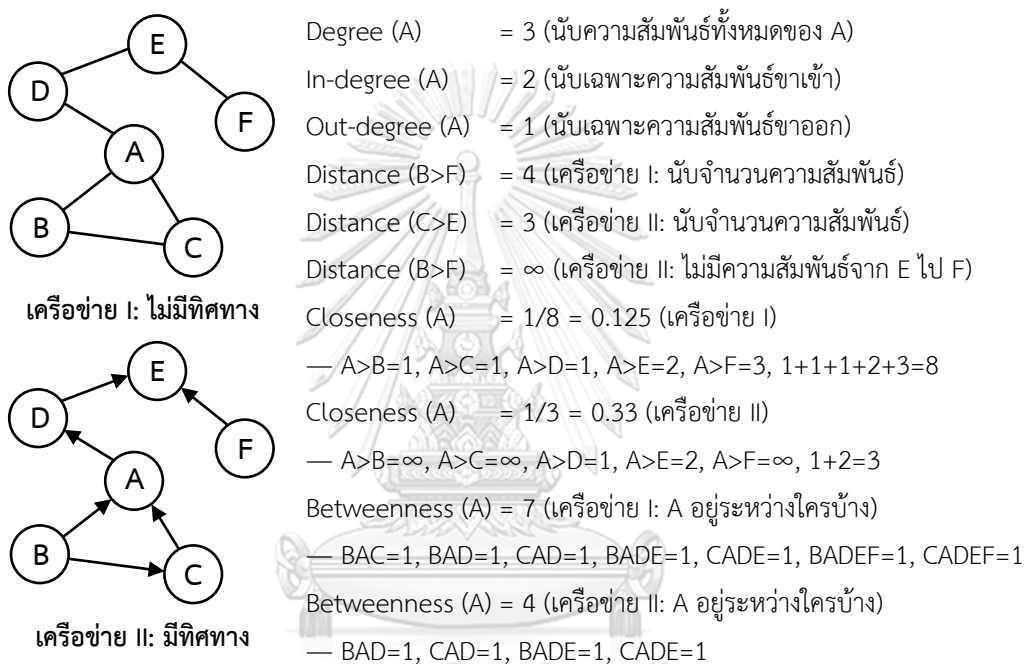 E
D
F
A
B
C
เครือข่าย I: ไม่มีทิศทาง
E
D
F
A
B
C
เครือข่าย II: มีทิศทาง
Degree (A) = 3 (นับความสัมพันธ์ทั้งหมดของ A)
In-degree (A) = 2 (นับเฉพาะความสัมพันธ์ขาเข้า)
Out-degree (A) = 1 (นับเฉพาะความสัมพันธ์ขาออก)
Distance (B>F) = 4 (เครือข่าย I: นับจำนวนความสัมพันธ์)
Distance (C>E) = 3 (เครือข่าย II: นับจำนวนความสัมพันธ์)
Distance (B>F) = ∞ (เครือข่าย II: ไม่มีความสัมพันธ์จาก E ไป F)
Closeness (A) = 1/8 = 0.125 (เครือข่าย I)
— A>B=1, A>C=1, A>D=1, A>E=2, A>F=3, 1+1+1+2+3=8
Closeness (A) = 1/3 = 0.33 (เครือข่าย II)
— A>B=∞, A>C=∞, A>D=1, A>E=2, A>F=∞, 1+2=3
Betweenness (A) = 7 (เครือข่าย I: A อยู่ระหว่างใครบ้าง)
— BAC=1, BAD=1, CAD=1, BADE=1, CADE=1, BADEF=1, CADEF=1
Betweenness (A) = 4 (เครือข่าย II: A อยู่ระหว่างใครบ้าง)
— BAD=1, CAD=1, BADE=1, CADE=1